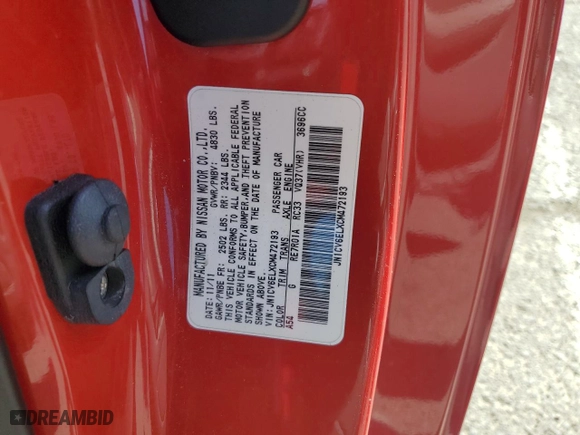 MANUFACTURED BY NISSAN MOTOR CO.,LTD.
DATE: 11/11 GVWR/PNBV: 4830 LBS.
GAWR/PNBE FR: 2502 LBS. RR: 2344 LBS.
THIS VEHICLE CONFORMS TO ALL APPLICABLE FEDERAL
MOTOR VEHICLE SAFETY,BUMPER,AND THEFT PREVENTION
STANDARDS IN EFFECT ON THE DATE OF MANUFACTURE
SHOWN ABOVE.
VIN: JN1CV6ELXCM472193 PASSENGER CAR
COLOR TRIM TRANS AXLE ENGINE
A54 G RE7R01A RC33 VQ37(VHR) 3696CC
JN1CV6ELXCM472193
DREAMBID